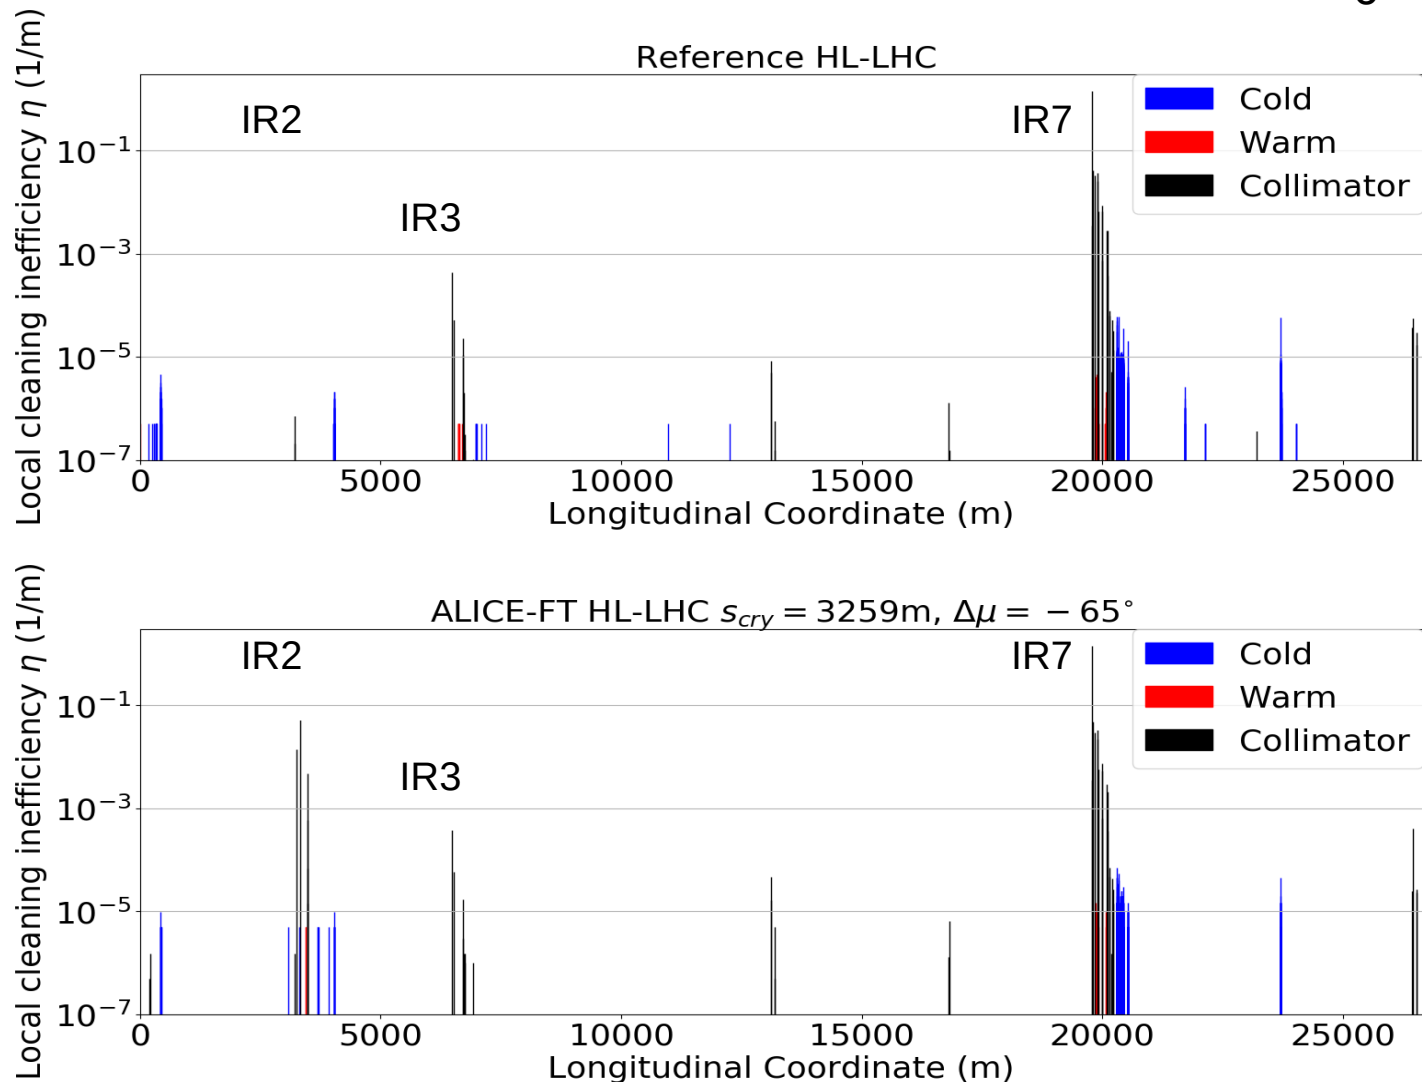 Reference HL-LHC
Local cleaning inefficiency η (1/m)
IR2
IR3
IR7
Cold
Warm
Collimator
10⁻¹
10⁻³
10⁻⁵
10⁻⁷
0 5000 10000 15000 20000 25000
Longitudinal Coordinate (m)
ALICE-FT HL-LHC s_cry = 3259m, Δμ = −65°
Local cleaning inefficiency η (1/m)
IR2
IR3
IR7
Cold
Warm
Collimator
10⁻¹
10⁻³
10⁻⁵
10⁻⁷
0 5000 10000 15000 20000 25000
Longitudinal Coordinate (m)